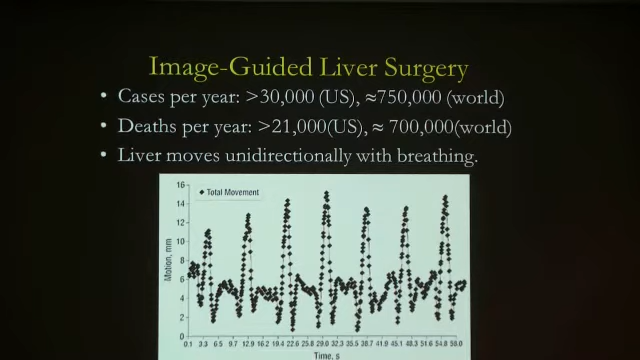 Image-Guided Liver Surgery
• Cases per year: >30,000 (US), ≈750,000 (world)
• Deaths per year: >21,000(US), ≈ 700,000(world)
• Liver moves unidirectionally with breathing.
16
Total Movement
14
12
10
8
6
4
2
0
Motion, mm
0.1 3.3 6.5 9.7 12.9 16.2 19.4 22.6 25.8 29.0 32.3 35.5 38.7 41.9 45.1 48.3 51.6 54.8 58.0
Time, s